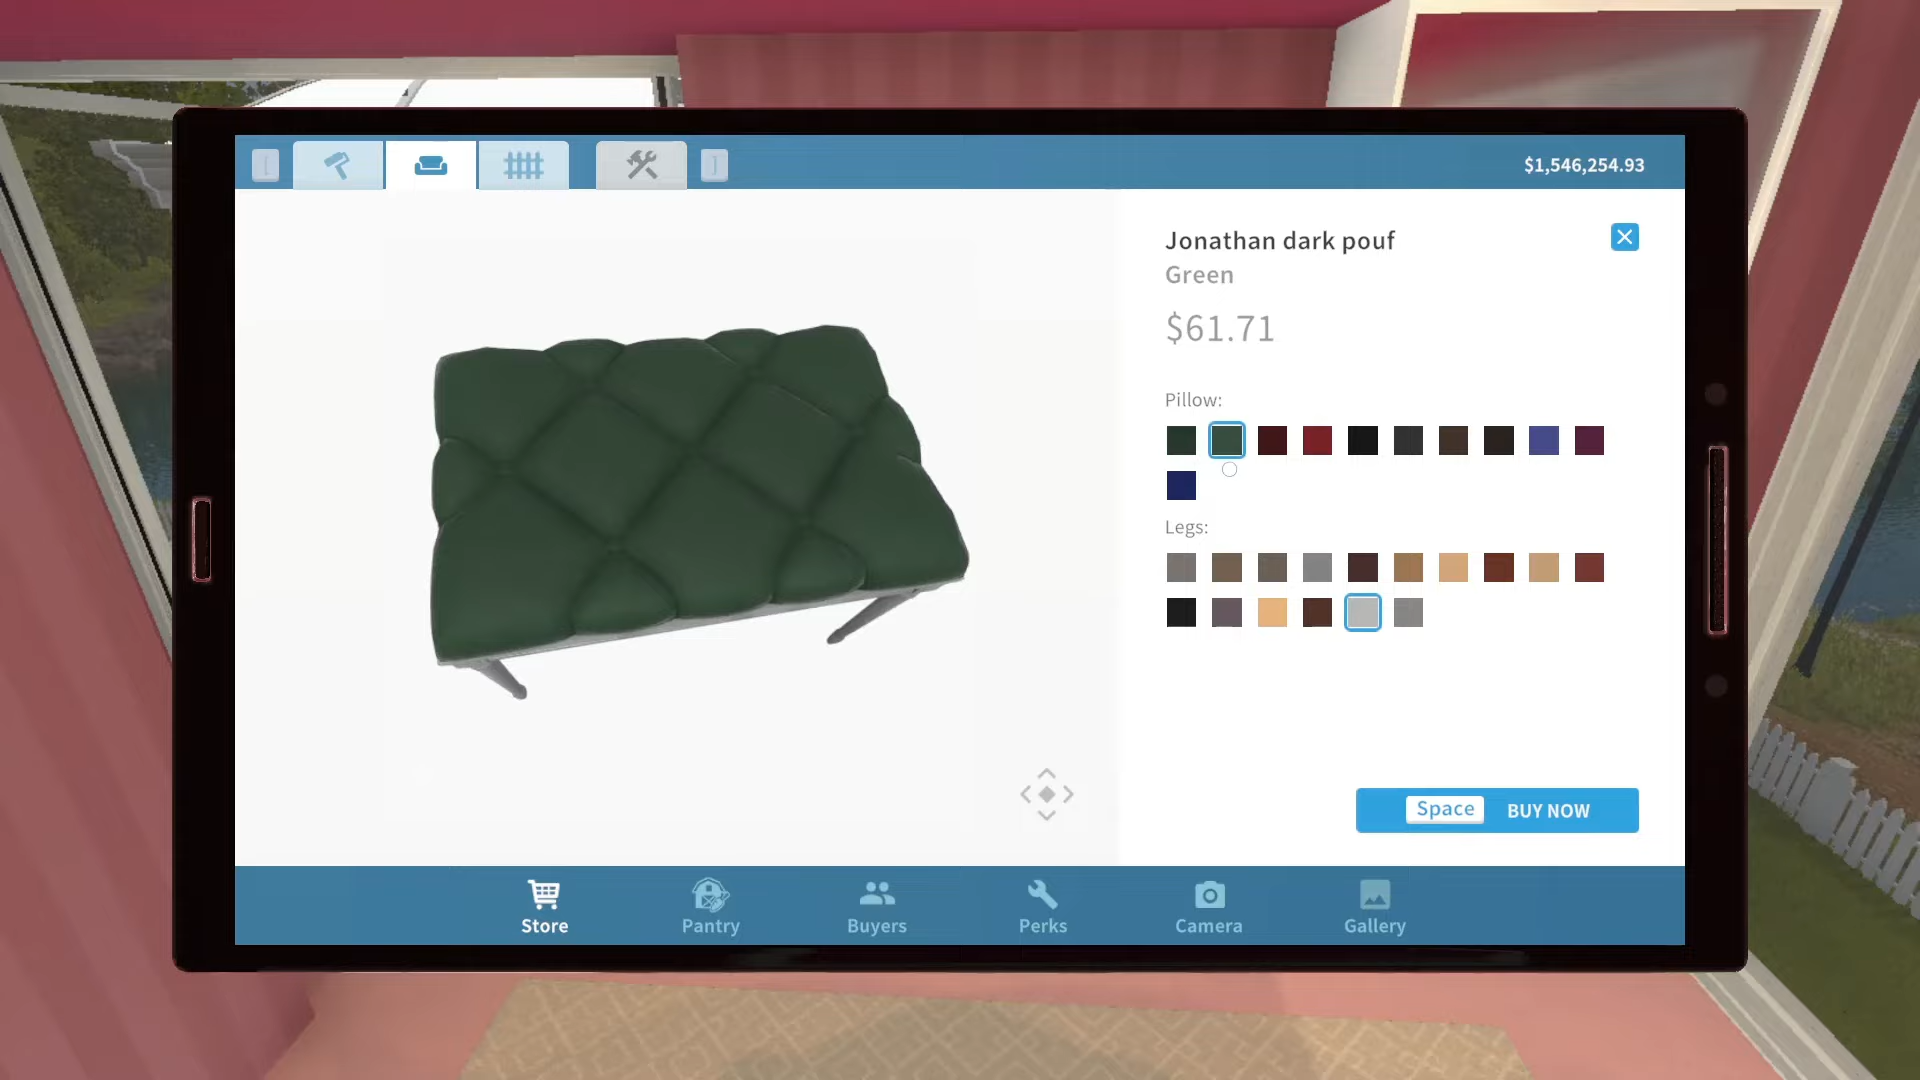 [
]
$1,546,254.93
Jonathan dark pouf
Green
$61.71
Pillow:
Legs:
Space BUY NOW
Store
Pantry
Buyers
Perks
Camera
Gallery